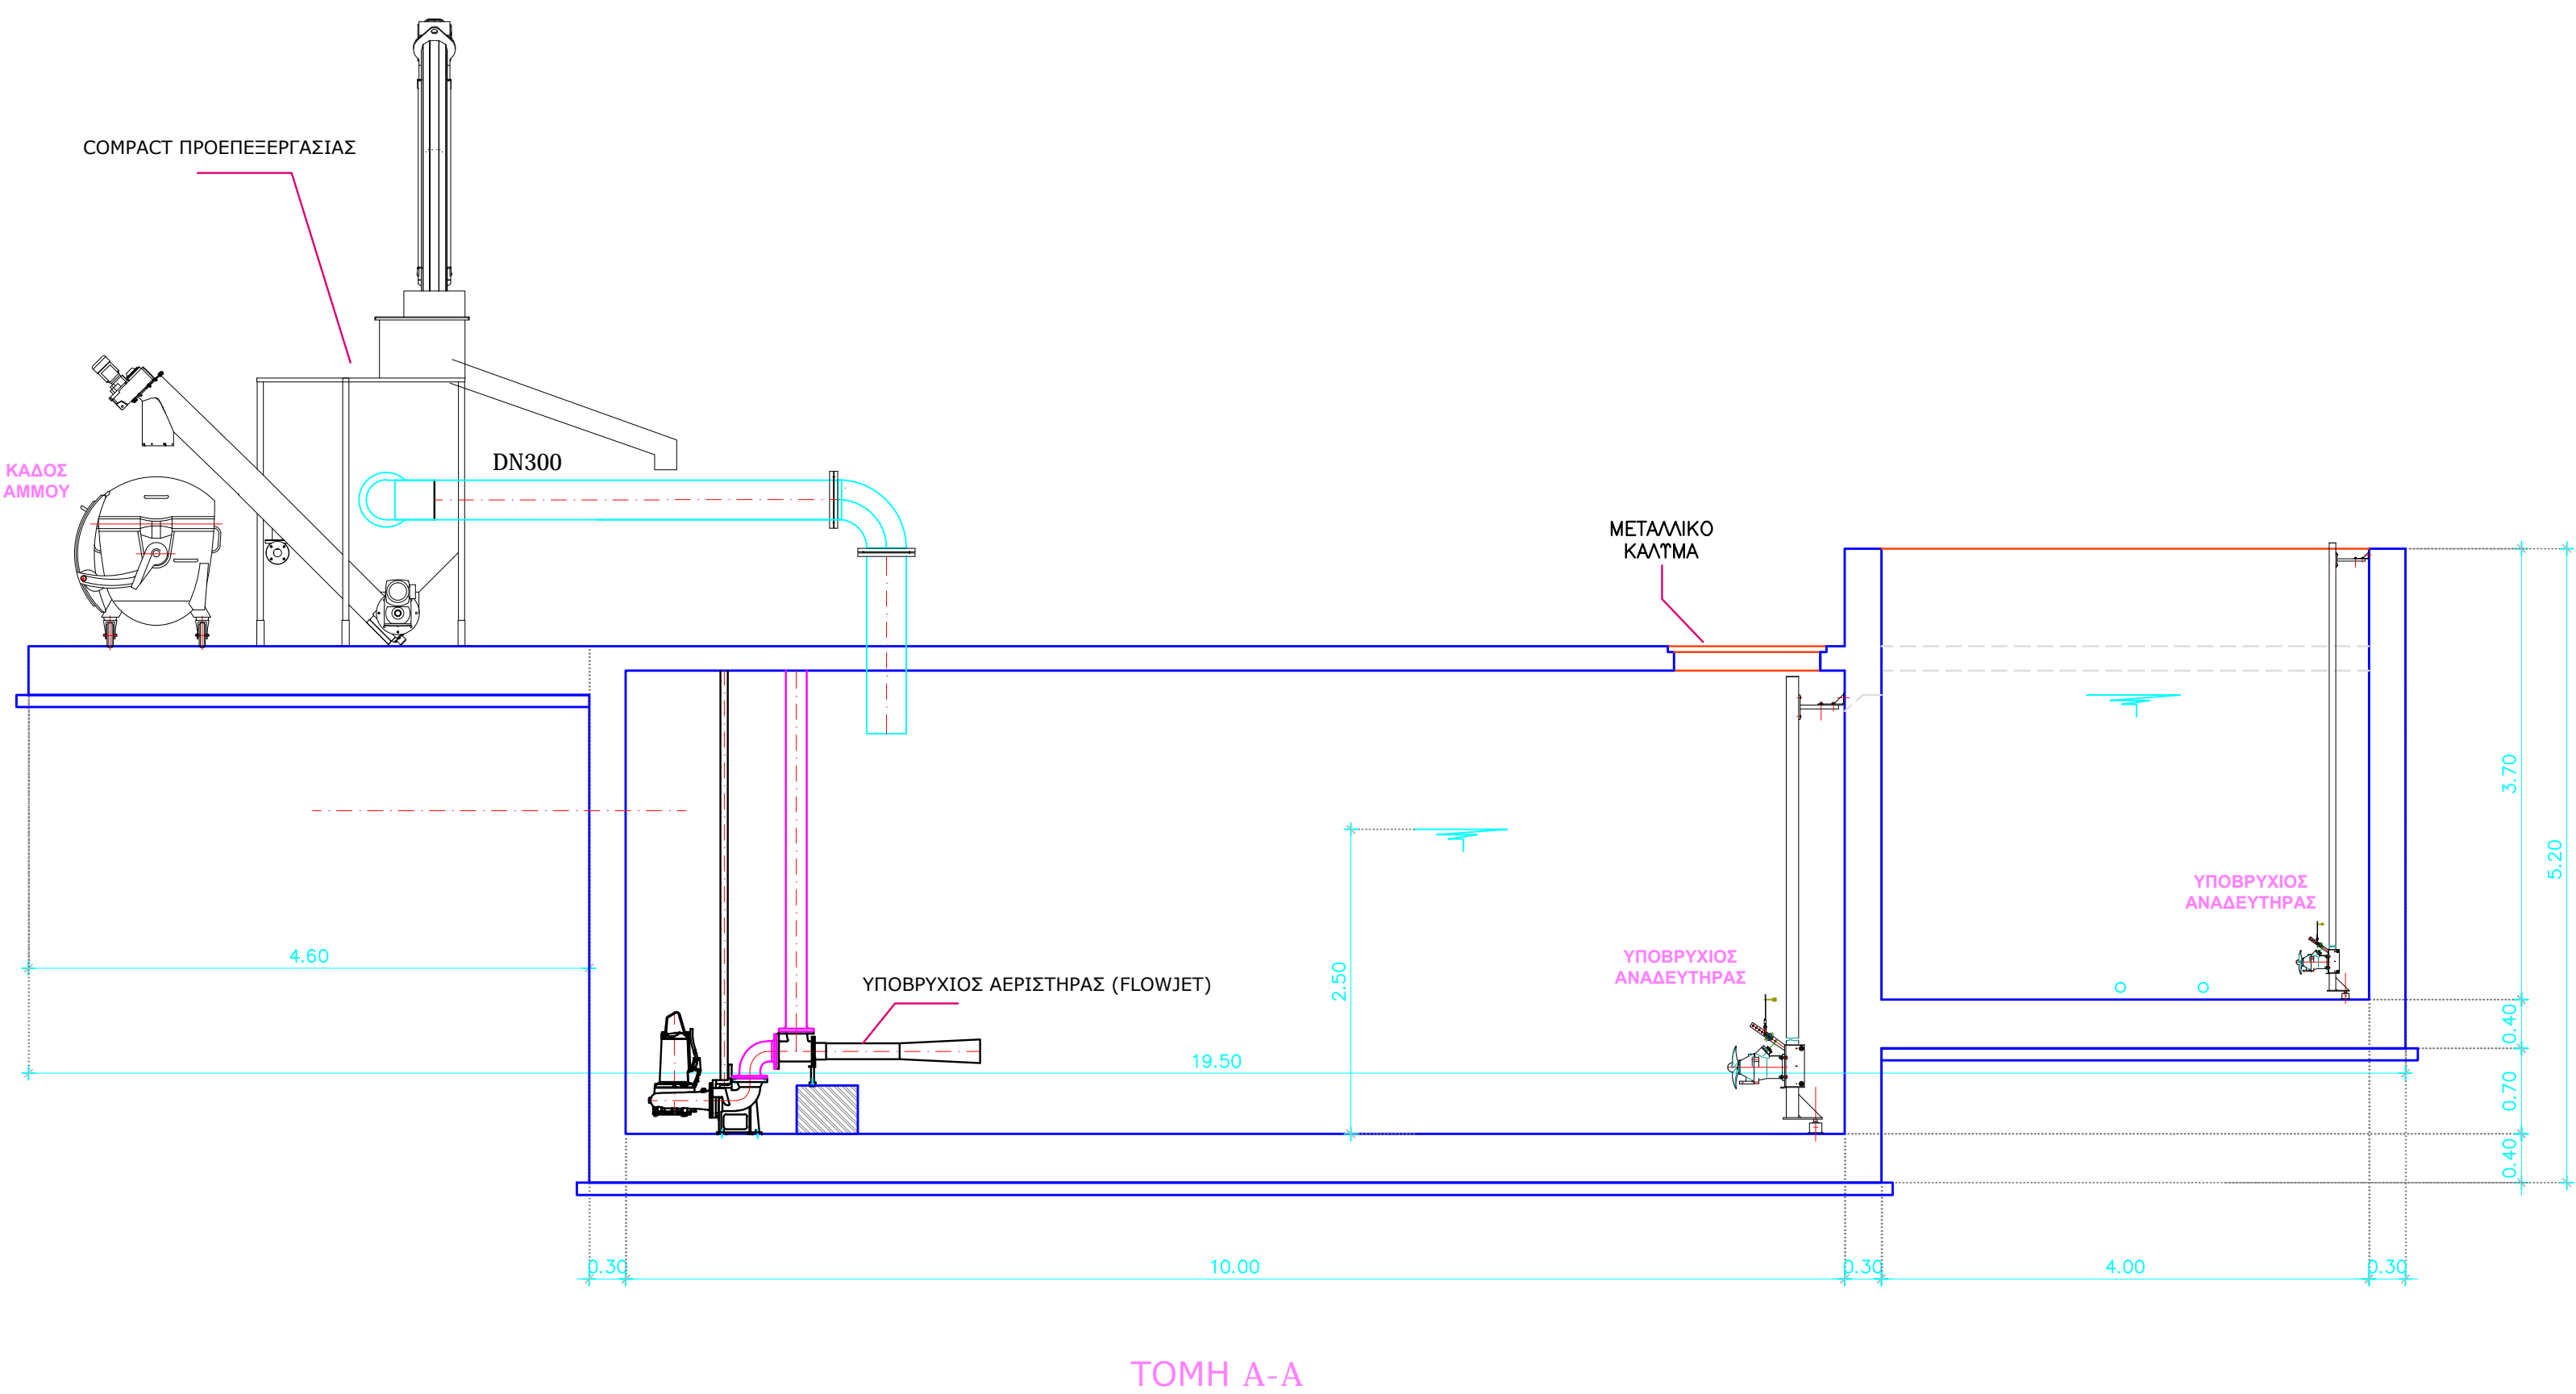 COMPACT ΠΡΟΕΠΕΞΕΡΓΑΣΙΑΣ
ΚΑΔΟΣ
ΑΜΜΟΥ
DN300
ΜΕΤΑΛΛΙΚΟ
ΚΑΛΥΜΑ
3.70
5.20
ΥΠΟΒΡΥΧΙΟΣ
ΑΝΑΔΕΥΤΗΡΑΣ
4.60
ΥΠΟΒΡΥΧΙΟΣ ΑΕΡΙΣΤΗΡΑΣ (FLOWJET)
2.50
ΥΠΟΒΡΥΧΙΟΣ
ΑΝΑΔΕΥΤΗΡΑΣ
0.40
19.50
0.70
0.40
0.30
10.00
0.30
4.00
0.30
ΤΟΜΗ Α-Α